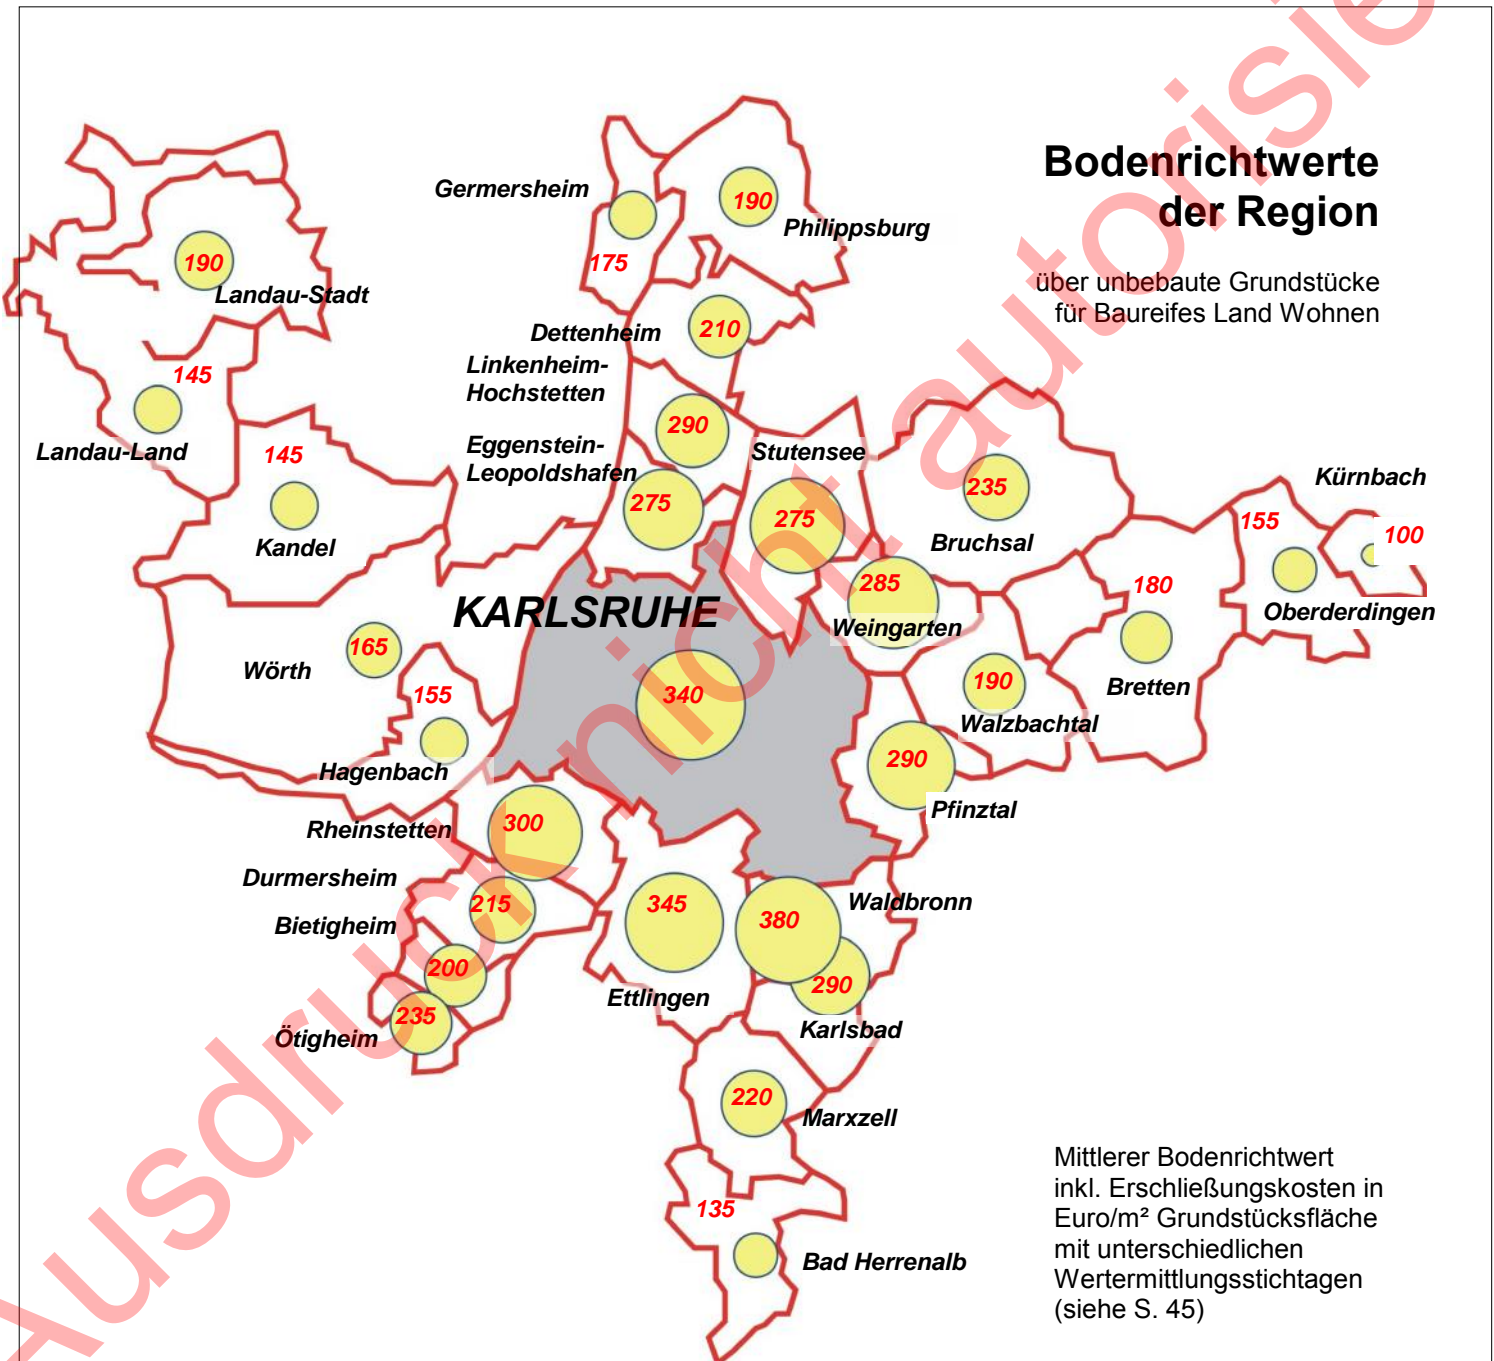 Bodenrichtwerte
der Region
über unbebaute Grundstücke
für Baureifes Land Wohnen
Germersheim
175
190
Philippsburg
190
Landau-Stadt
Dettenheim
210
145
Landau-Land
Linkenheim-
Hochstetten
290
145
Kandel
Eggenstein-
Leopoldshafen
275
Stutensee
275
235
Bruchsal
Kürnbach
100
155
Oberderdingen
285
Weingarten
180
Bretten
KARLSRUHE
340
165
Wörth
155
Hagenbach
190
Walzbachtal
290
Pfinztal
Rheinstetten
300
Durmersheim
215
Bietigheim
200
Ötigheim
235
345
Ettlingen
380
Waldbronn
290
Karlsbad
220
Marxzell
135
Bad Herrenalb
Mittlerer Bodenrichtwert
inkl. Erschließungskosten in
Euro/m² Grundstücksfläche
mit unterschiedlichen
Wertermittlungsstichtagen
(siehe S. 45)
Ausdruck nicht autorisie